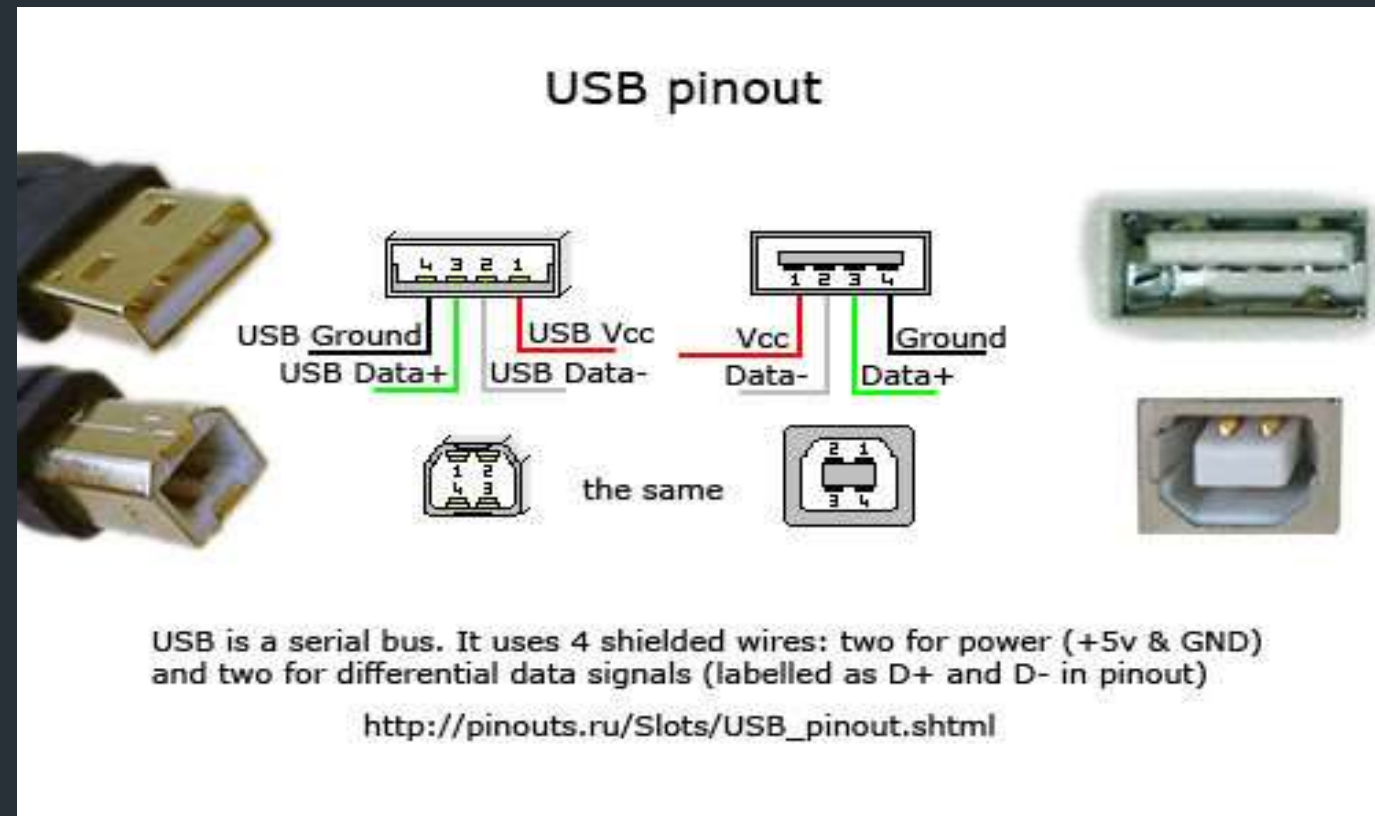 USB pinout
4 3 2 1
1 2 3 4
USB Ground
USB Vcc
Vcc
Ground
USB Data+
USB Data-
Data-
Data+
1 2
4 3
the same
2 1
3 4
USB is a serial bus. It uses 4 shielded wires: two for power (+5v & GND)
and two for differential data signals (labelled as D+ and D- in pinout)
http://pinouts.ru/Slots/USB_pinout.shtml